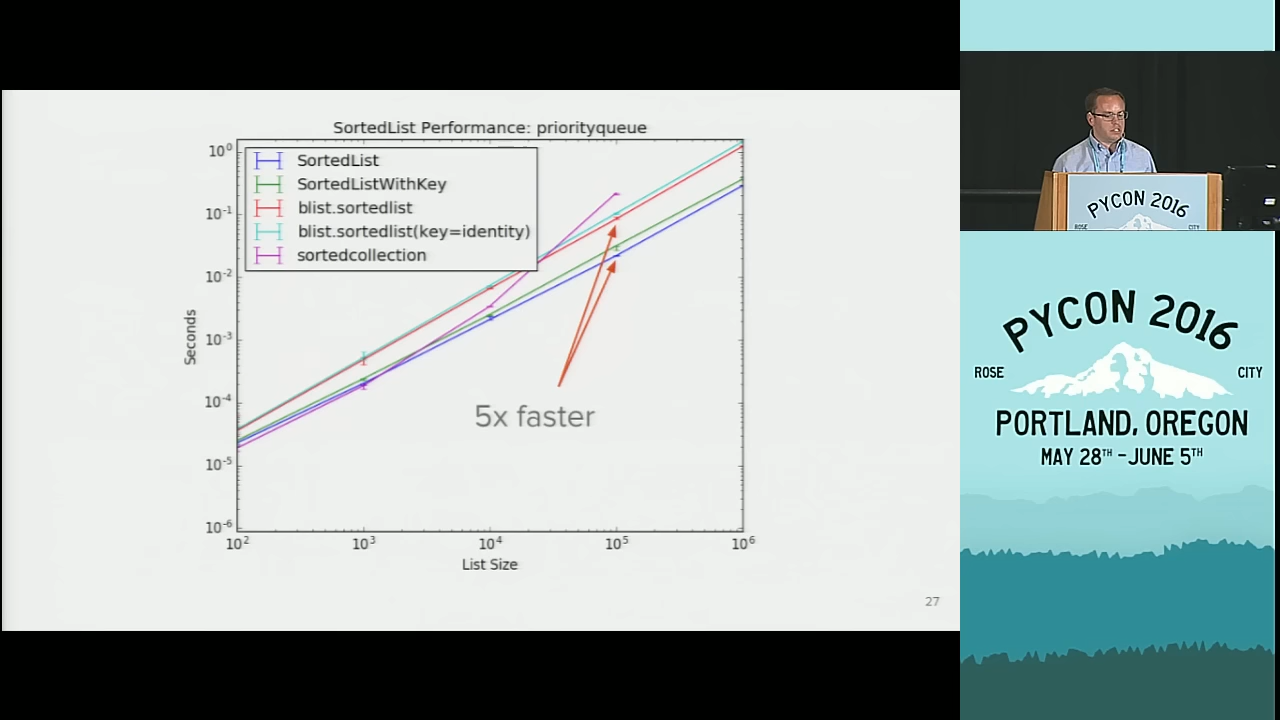 SortedList Performance: priorityqueue
SortedList
SortedListWithKey
blist.sortedlist
blist.sortedlist(key=identity)
sortedcollection
10^0
10^-1
10^-2
10^-3
10^-4
10^-5
10^-6
Seconds
5x faster
10^2 10^3 10^4 10^5 10^6
List Size
27
PYCON 2016
ROSE CITY
PYCON 2016
ROSE CITY
PORTLAND, OREGON
MAY 28TH - JUNE 5TH